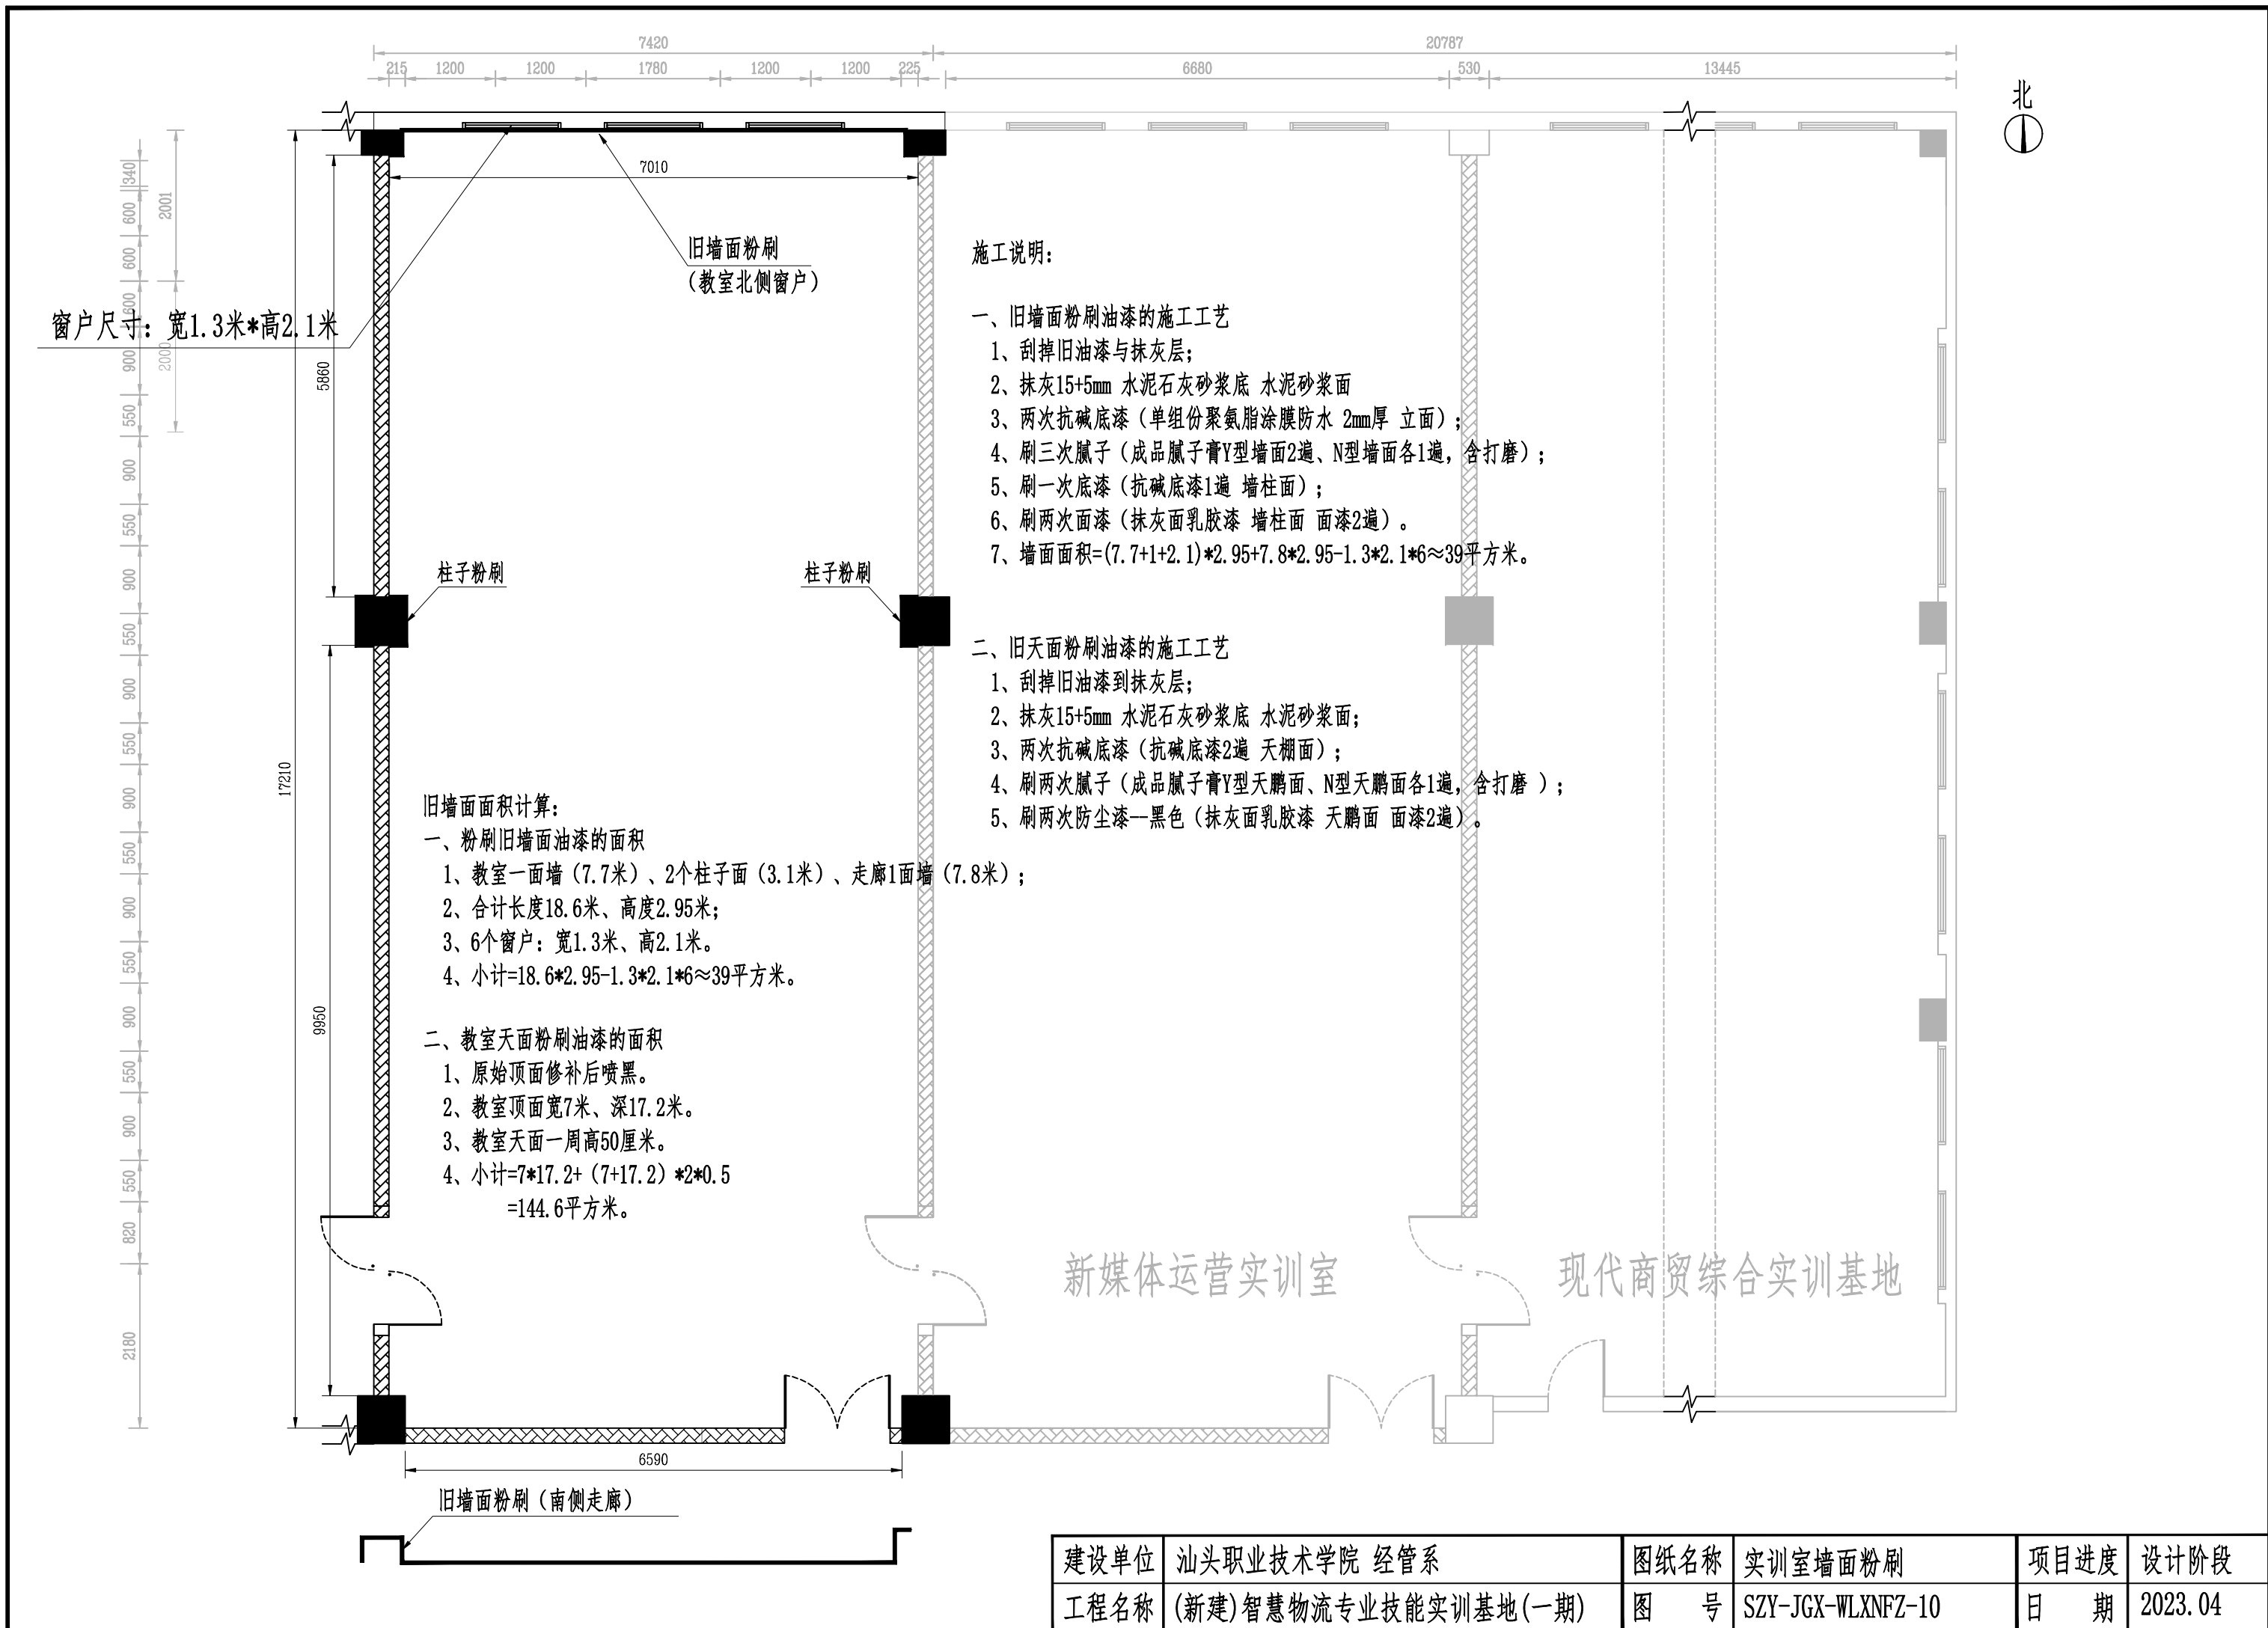 7420
20787
215
1200
1200
1780
1200
1200
225
6680
530
13445
北
7010
340
600
600
600
900
550
900
550
900
550
900
550
900
550
900
550
900
550
900
550
820
2180
2001
2000
5860
17210
9950
旧墙面粉刷
(教室北侧窗户)
窗户尺寸：宽1.3米*高2.1米
柱子粉刷
柱子粉刷
施工说明：
一、旧墙面粉刷油漆的施工工艺
1、刮掉旧油漆与抹灰层；
2、抹灰15+5mm 水泥石灰砂浆底 水泥砂浆面
3、两次抗碱底漆（单组份聚氨脂涂膜防水 2mm厚 立面）；
4、刷三次腻子（成品腻子膏Y型墙面2遍、N型墙面各1遍，含打磨）；
5、刷一次底漆（抗碱底漆1遍 墙柱面）；
6、刷两次面漆（抹灰面乳胶漆 墙柱面 面漆2遍）。
7、墙面面积=(7.7+1+2.1)*2.95+7.8*2.95-1.3*2.1*6≈39平方米。
二、旧天面粉刷油漆的施工工艺
1、刮掉旧油漆到抹灰层；
2、抹灰15+5mm 水泥石灰砂浆底 水泥砂浆面；
3、两次抗碱底漆（抗碱底漆2遍 天棚面）；
4、刷两次腻子（成品腻子膏Y型天鹏面、N型天鹏面各1遍，含打磨 ）；
5、刷两次防尘漆--黑色（抹灰面乳胶漆 天鹏面 面漆2遍）。
旧墙面面积计算：
一、粉刷旧墙面油漆的面积
1、教室一面墙（7.7米）、2个柱子面（3.1米）、走廊1面墙（7.8米）；
2、合计长度18.6米、高度2.95米；
3、6个窗户：宽1.3米、高2.1米。
4、小计=18.6*2.95-1.3*2.1*6≈39平方米。
二、教室天面粉刷油漆的面积
1、原始顶面修补后喷黑。
2、教室顶面宽7米、深17.2米。
3、教室天面一周高50厘米。
4、小计=7*17.2+（7+17.2）*2*0.5
=144.6平方米。
新媒体运营实训室
现代商贸综合实训基地
6590
旧墙面粉刷（南侧走廊）
建设单位 汕头职业技术学院 经管系 图纸名称 实训室墙面粉刷 项目进度 设计阶段
工程名称 (新建)智慧物流专业技能实训基地(一期) 图 号 SZY-JGX-WLXNFZ-10 日 期 2023.04